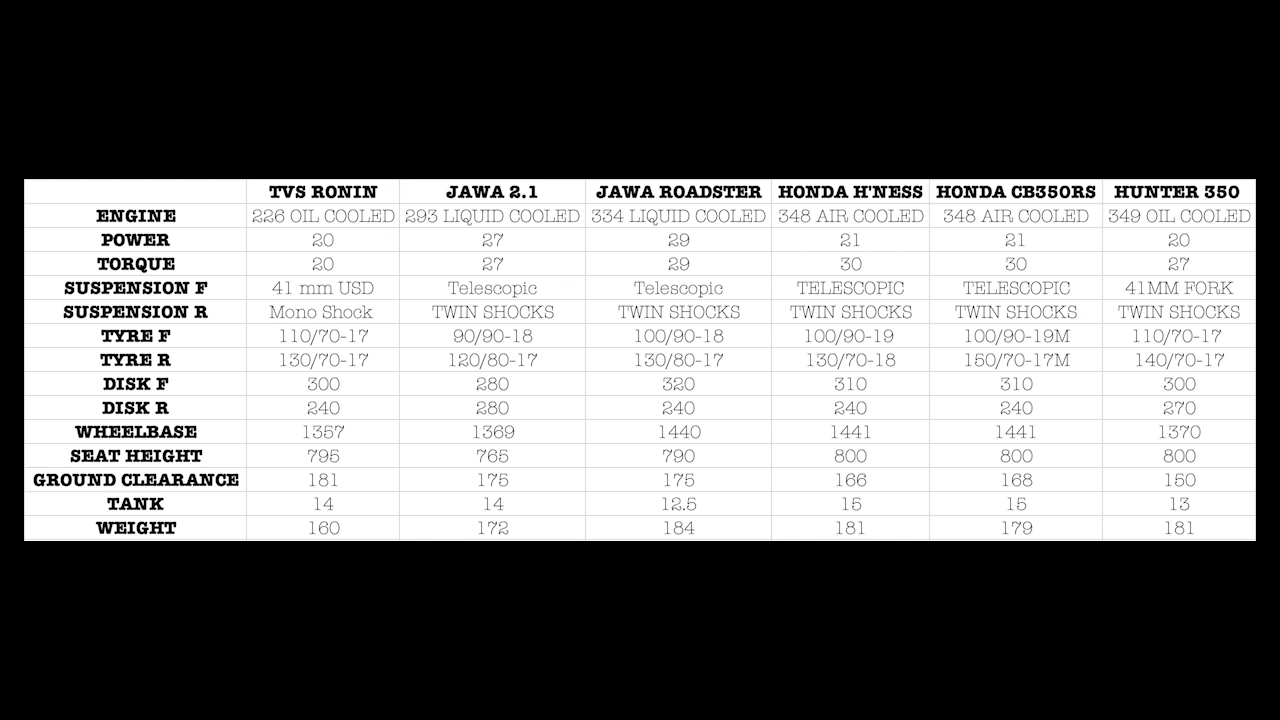 TVS RONIN JAWA 2.1 JAWA ROADSTER HONDA H'NESS HONDA CB350RS HUNTER 350
ENGINE 226 OIL COOLED 293 LIQUID COOLED 334 LIQUID COOLED 348 AIR COOLED 348 AIR COOLED 349 OIL COOLED
POWER 20 27 29 21 21 20
TORQUE 20 27 29 30 30 27
SUSPENSION F 41 mm USD Telescopic Telescopic TELESCOPIC TELESCOPIC 41MM FORK
SUSPENSION R Mono Shock TWIN SHOCKS TWIN SHOCKS TWIN SHOCKS TWIN SHOCKS TWIN SHOCKS
TYRE F 110/70-17 90/90-18 100/90-18 100/90-19 100/90-19M 110/70-17
TYRE R 130/70-17 120/80-17 130/80-17 130/70-18 150/70-17M 140/70-17
DISK F 300 280 320 310 310 300
DISK R 240 280 240 240 240 270
WHEELBASE 1357 1369 1440 1441 1441 1370
SEAT HEIGHT 795 765 790 800 800 800
GROUND CLEARANCE 181 175 175 166 168 150
TANK 14 14 12.5 15 15 13
WEIGHT 160 172 184 181 179 181